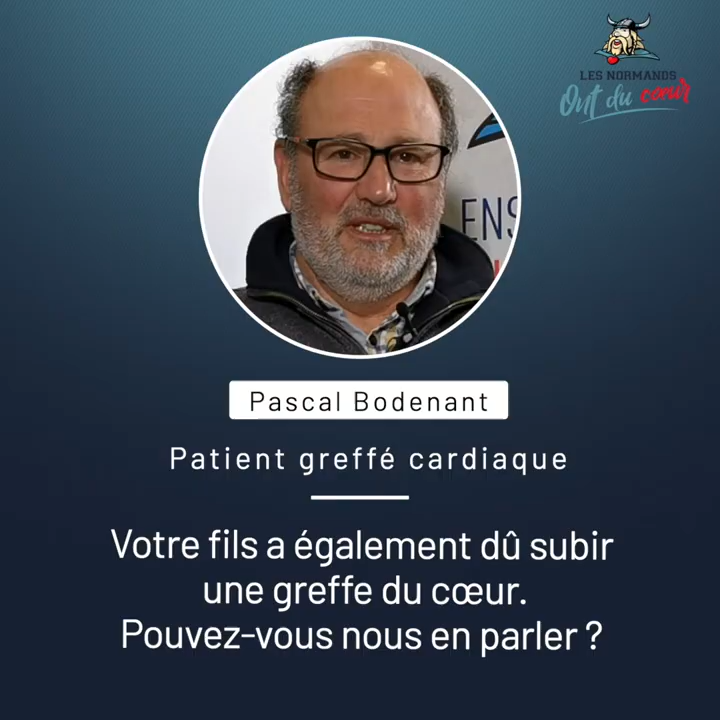 LES NORMANDS
Ont du cœur
ENS
Pascal Bodenant
Patient greffé cardiaque
Votre fils a également dû subir
une greffe du cœur.
Pouvez-vous nous en parler ?